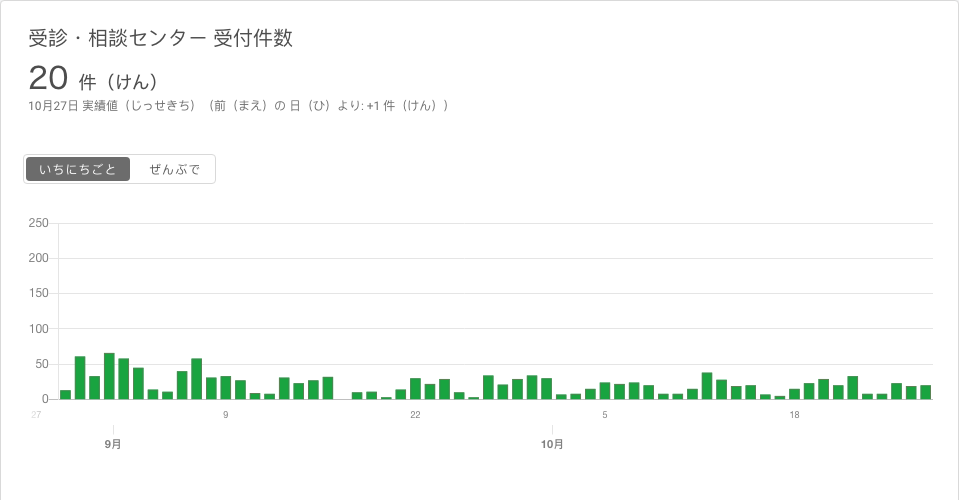 受診・相談センター 受付件数
20 件（けん）
10月27日 実績値（じっせきち）（前（まえ）の 日（ひ）より: +1 件（けん））
いちにちごと ぜんぶで
250
200
150
100
50
0
27 9 22 5 18
9月 10月